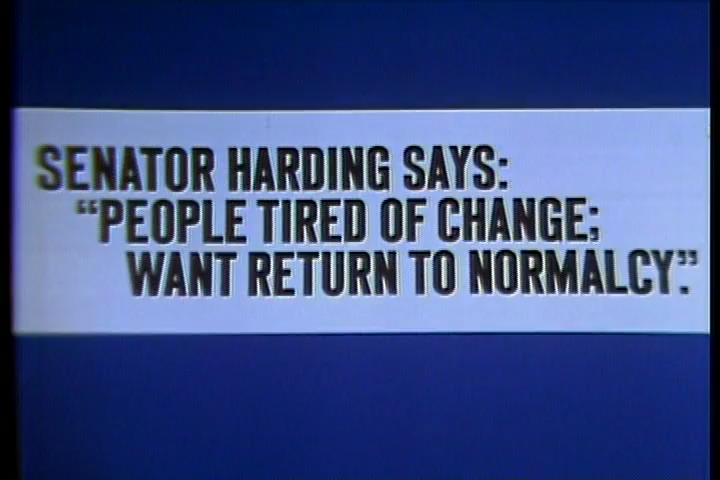 SENATOR HARDING SAYS:
“PEOPLE TIRED OF CHANGE;
WANT RETURN TO NORMALCY.”